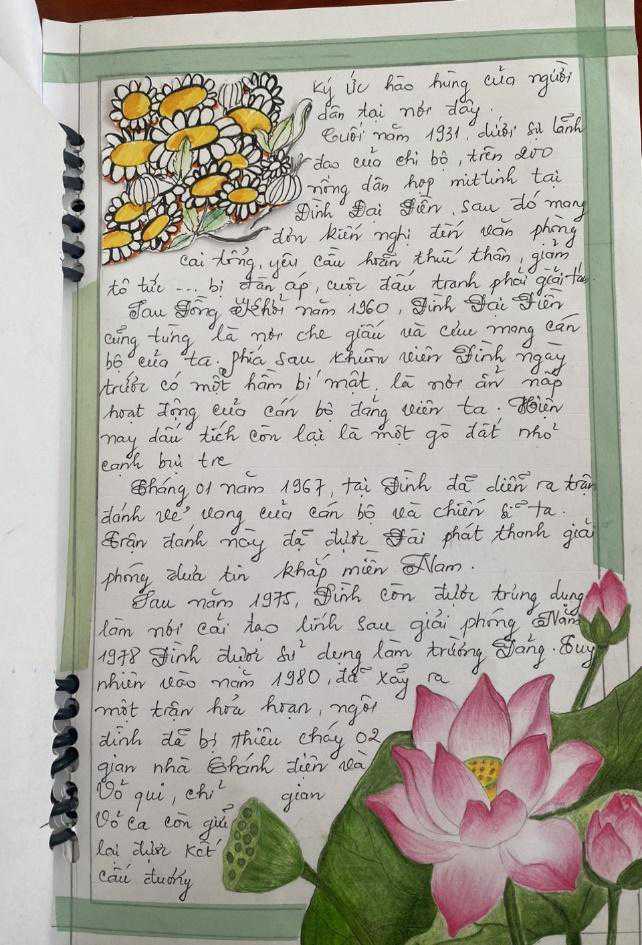 Ký ức hào hùng của người
dân tại nơi đây.
Cuối năm 1931, dưới sự lãnh
đạo của chi bộ, trên 200
nông dân họp mittinh tại
Đình Đại Điền, sau đó mang
đơn kiến nghị đến văn phòng
cai tổng, yêu cầu hoãn thuế thân, giảm
tô tức ... bị đàn áp, cuộc đấu tranh phải giải tán.
Sau Đồng Khởi năm 1960, Đình Đại Điền
cũng từng là nơi che giấu và cưu mang cán
bộ của ta. Phía sau khuôn viên Đình ngày
trước có một hầm bí mật, là nơi ẩn nấp
hoạt động của cán bộ đảng viên ta. Hiện
nay dấu tích còn lại là một gò đất nhỏ
cạnh bụi tre
Tháng 01 năm 1967, tại Đình đã diễn ra trận
đánh vẻ vang của cán bộ và chiến sĩ ta.
Trận đánh này đã được Đài phát thanh giải
phóng đưa tin khắp miền Nam.
Sau năm 1975, Đình còn được trưng dụng
làm nơi cải tạo lính sau giải phóng. Năm
1978 Đình được sử dụng làm trường Đảng. Tuy
nhiên vào năm 1980, đã xảy ra
một trận hỏa hoạn, ngôi
đình đã bị thiêu cháy 02
gian nhà Chánh điện và
Võ qui, chỉ gian
Võ ca còn giữ
lại được kết
cấu đương